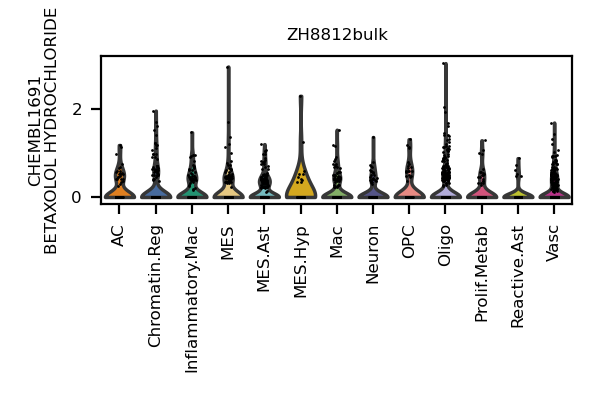 ZH8812bulk
CHEMBL1691
BETAXOLOL HYDROCHLORIDE
2
0
AC
Chromatin.Reg
Inflammatory.Mac
MES
MES.Ast
MES.Hyp
Mac
Neuron
OPC
Oligo
Prolif.Metab
Reactive.Ast
Vasc